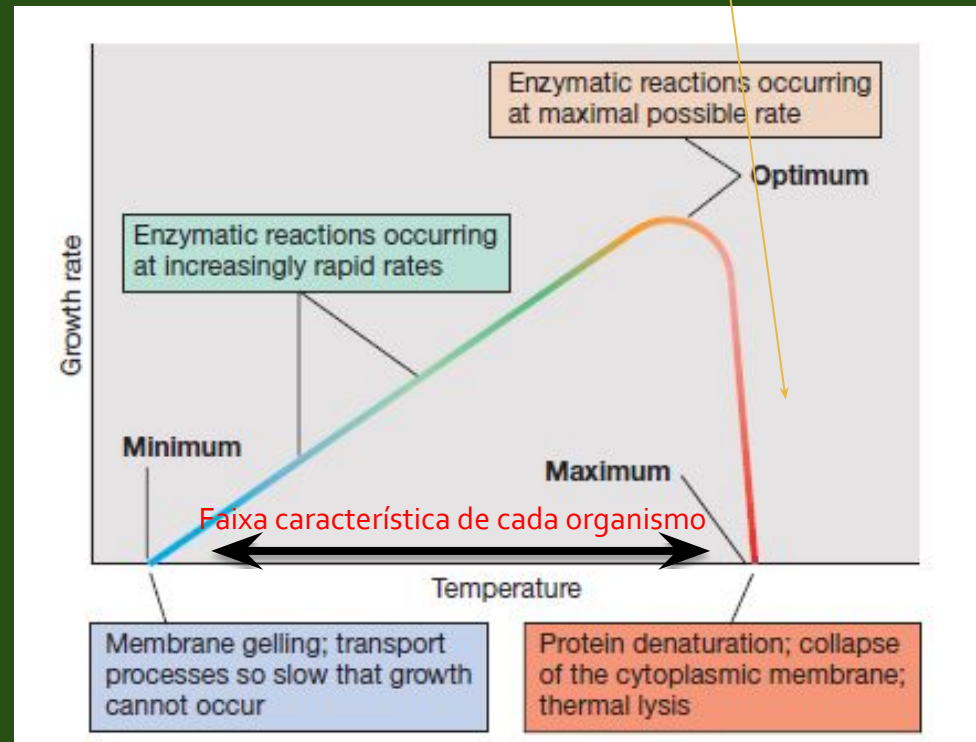 Enzymatic reactions occurring
at maximal possible rate
Optimum
Enzymatic reactions occurring
at increasingly rapid rates
Growth rate
Minimum
Maximum
Faixa característica de cada organismo
Temperature
Membrane gelling; transport
processes so slow that growth
cannot occur
Protein denaturation; collapse
of the cytoplasmic membrane;
thermal lysis